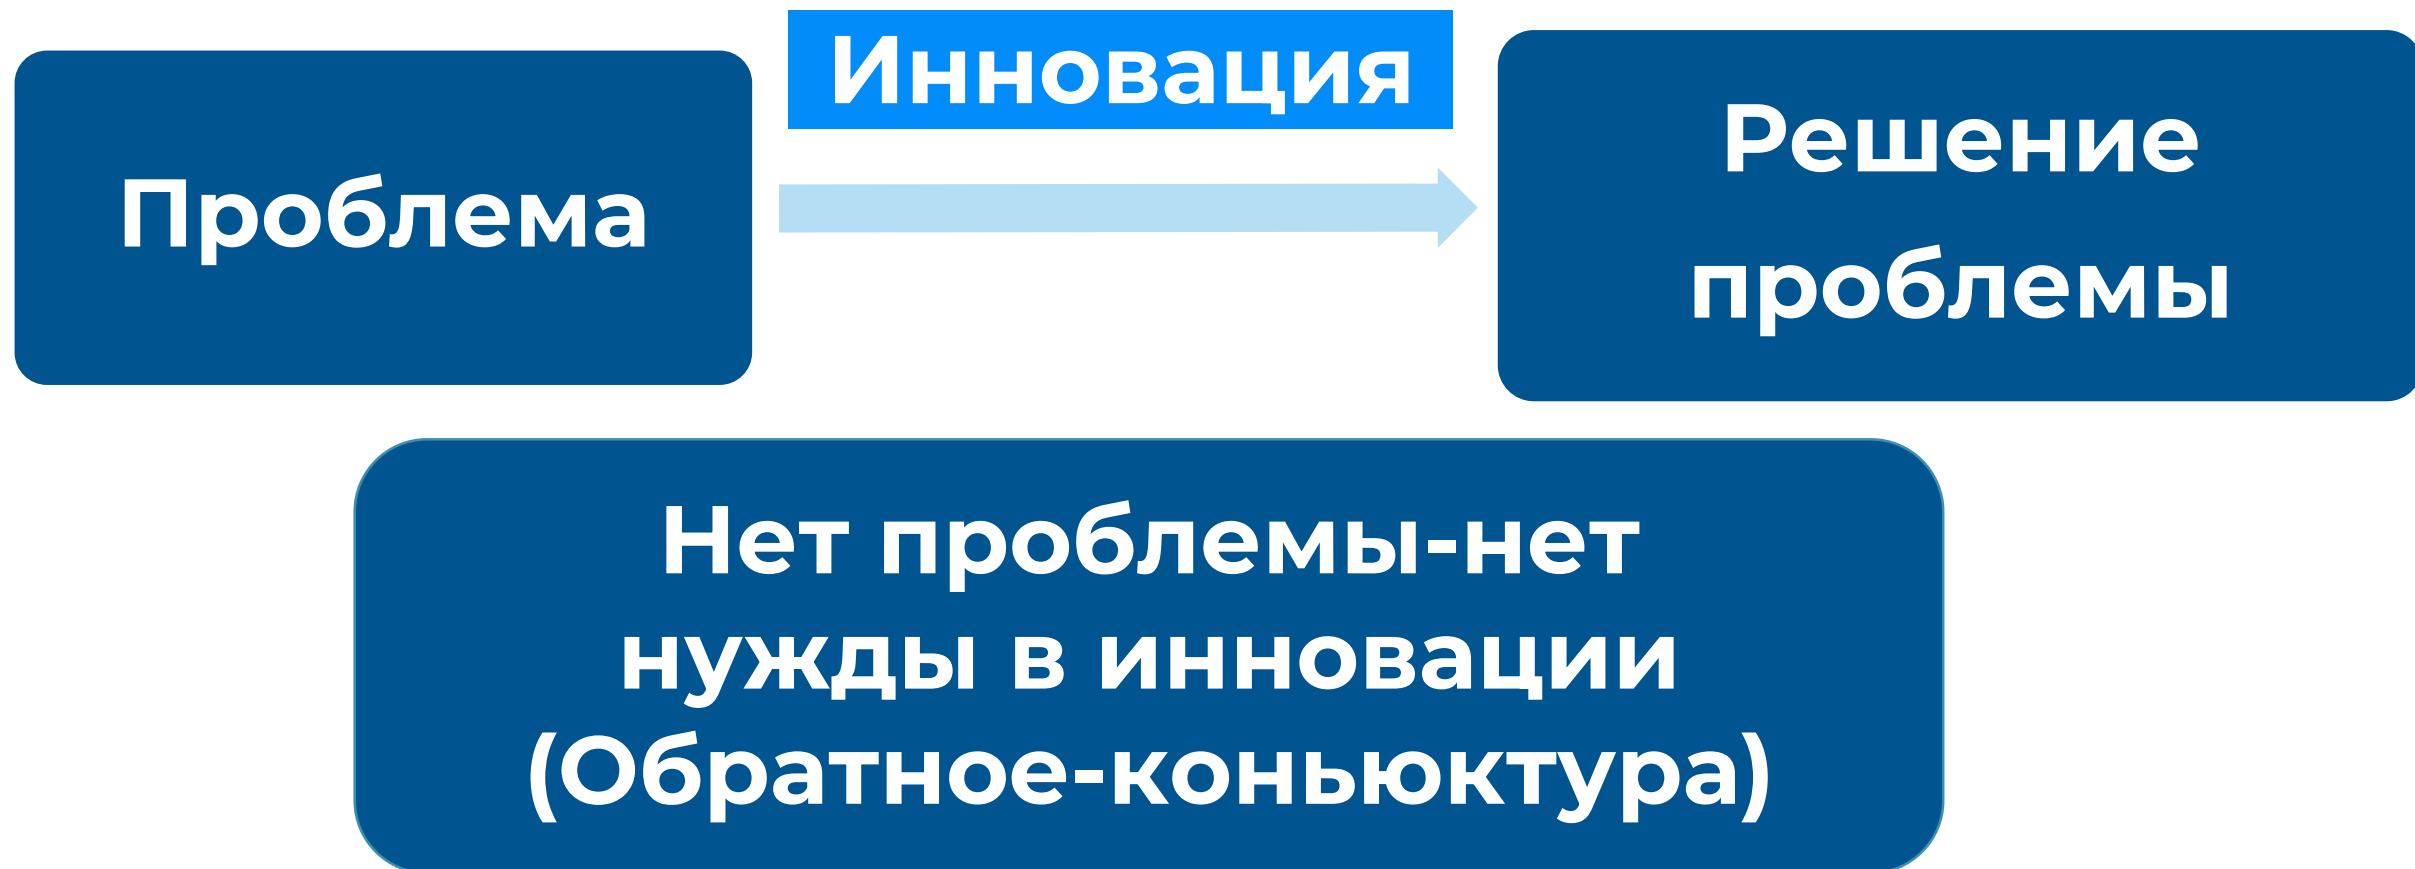 Инновация
Проблема
Решение
проблемы
Нет проблемы-нет
нужды в инновации
(Обратное-коньюктура)